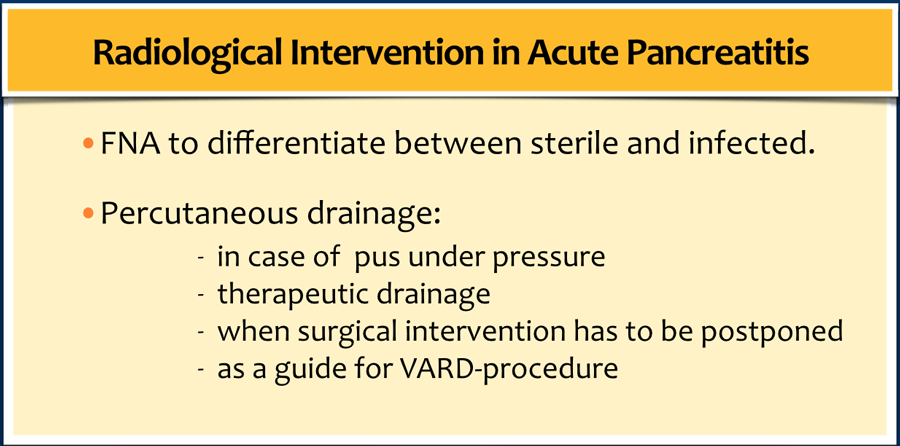 Radiological Intervention in Acute Pancreatitis
•FNA to differentiate between sterile and infected.
•Percutaneous drainage:
- in case of pus under pressure
- therapeutic drainage
- when surgical intervention has to be postponed
- as a guide for VARD-procedure